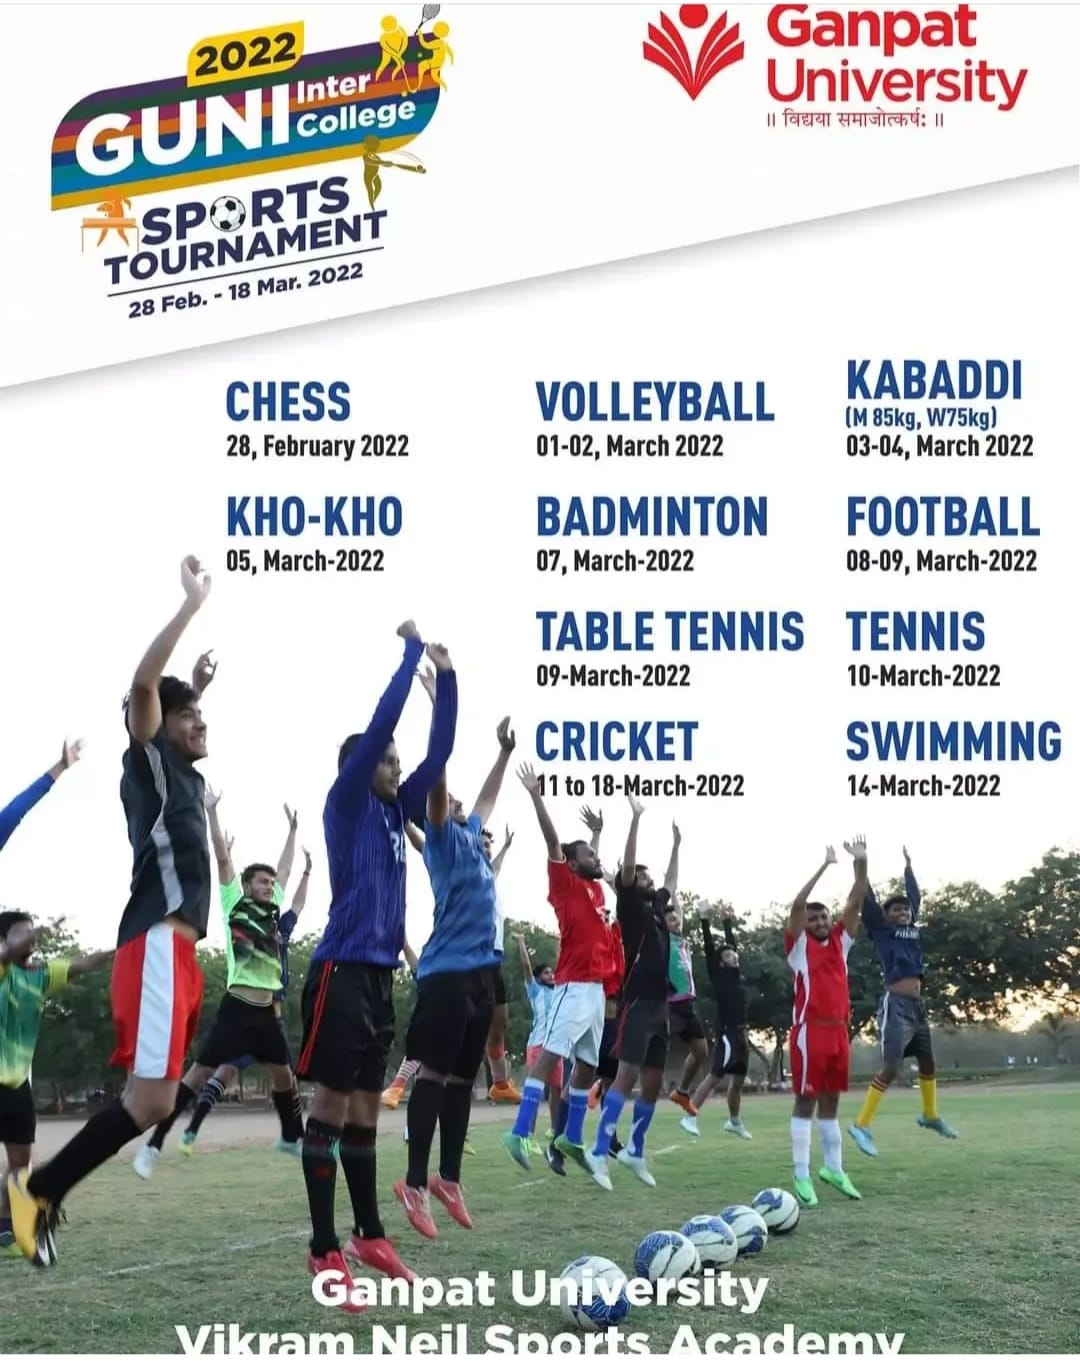 2022
GUNI Inter College
SPORTS
TOURNAMENT
28 Feb. - 18 Mar. 2022
Ganpat
University
॥ विद्यया समाजोत्कर्ष: ॥
CHESS
28, February 2022
VOLLEYBALL
01-02, March 2022
KABADDI
(M 85kg, W75kg)
03-04, March 2022
KHO-KHO
05, March-2022
BADMINTON
07, March-2022
FOOTBALL
08-09, March-2022
TABLE TENNIS
09-March-2022
TENNIS
10-March-2022
CRICKET
11 to 18-March-2022
SWIMMING
14-March-2022
Ganpat University
Vikram Neil Sports Academy